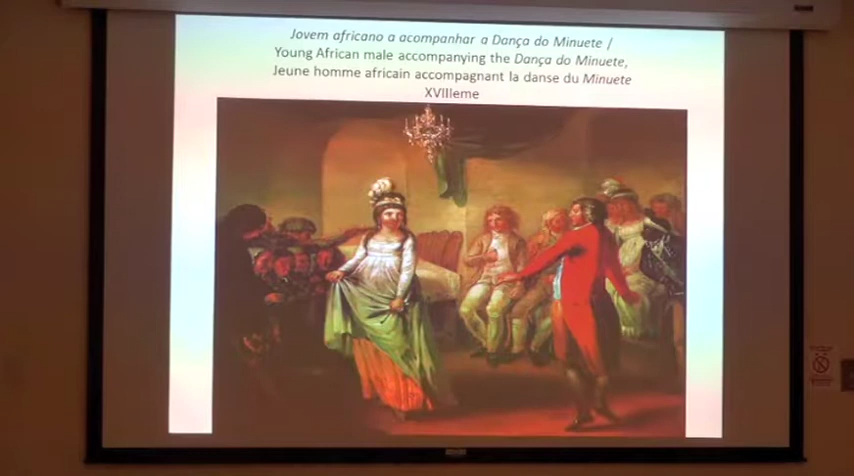 Jovem africano a acompanhar a Dança do Minuete /
Young African male accompanying the Dança do Minuete,
Jeune homme africain accompagnant la danse du Minuete
XVIIIeme